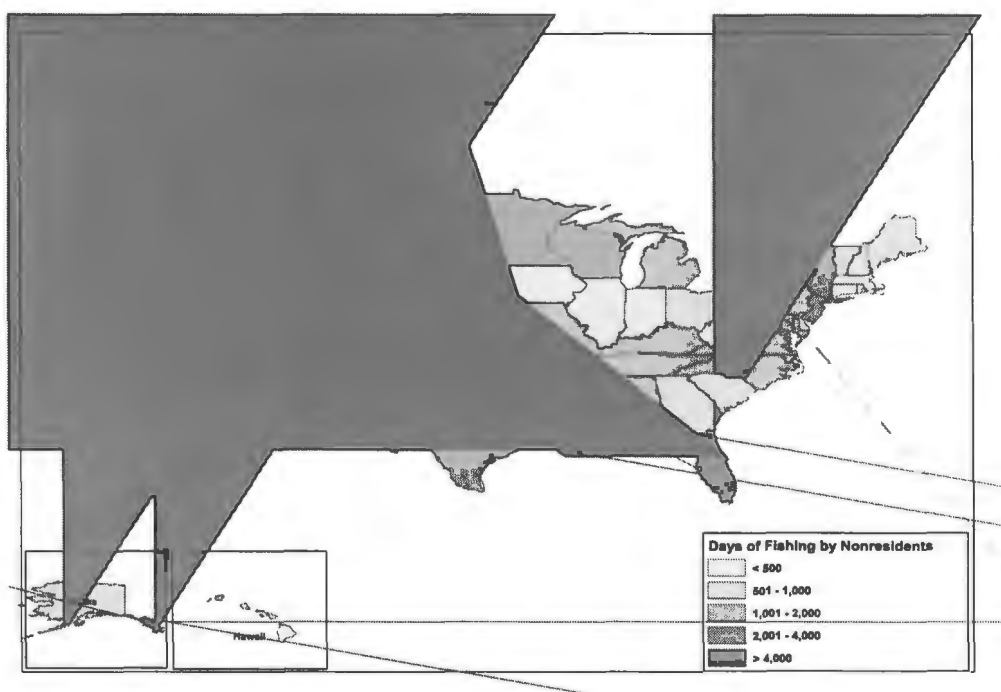 Days of Fishing by Nonresidents
< 500
501 - 1,000
1,001 - 2,000
2,001 - 4,000
> 4,000
Hawaii